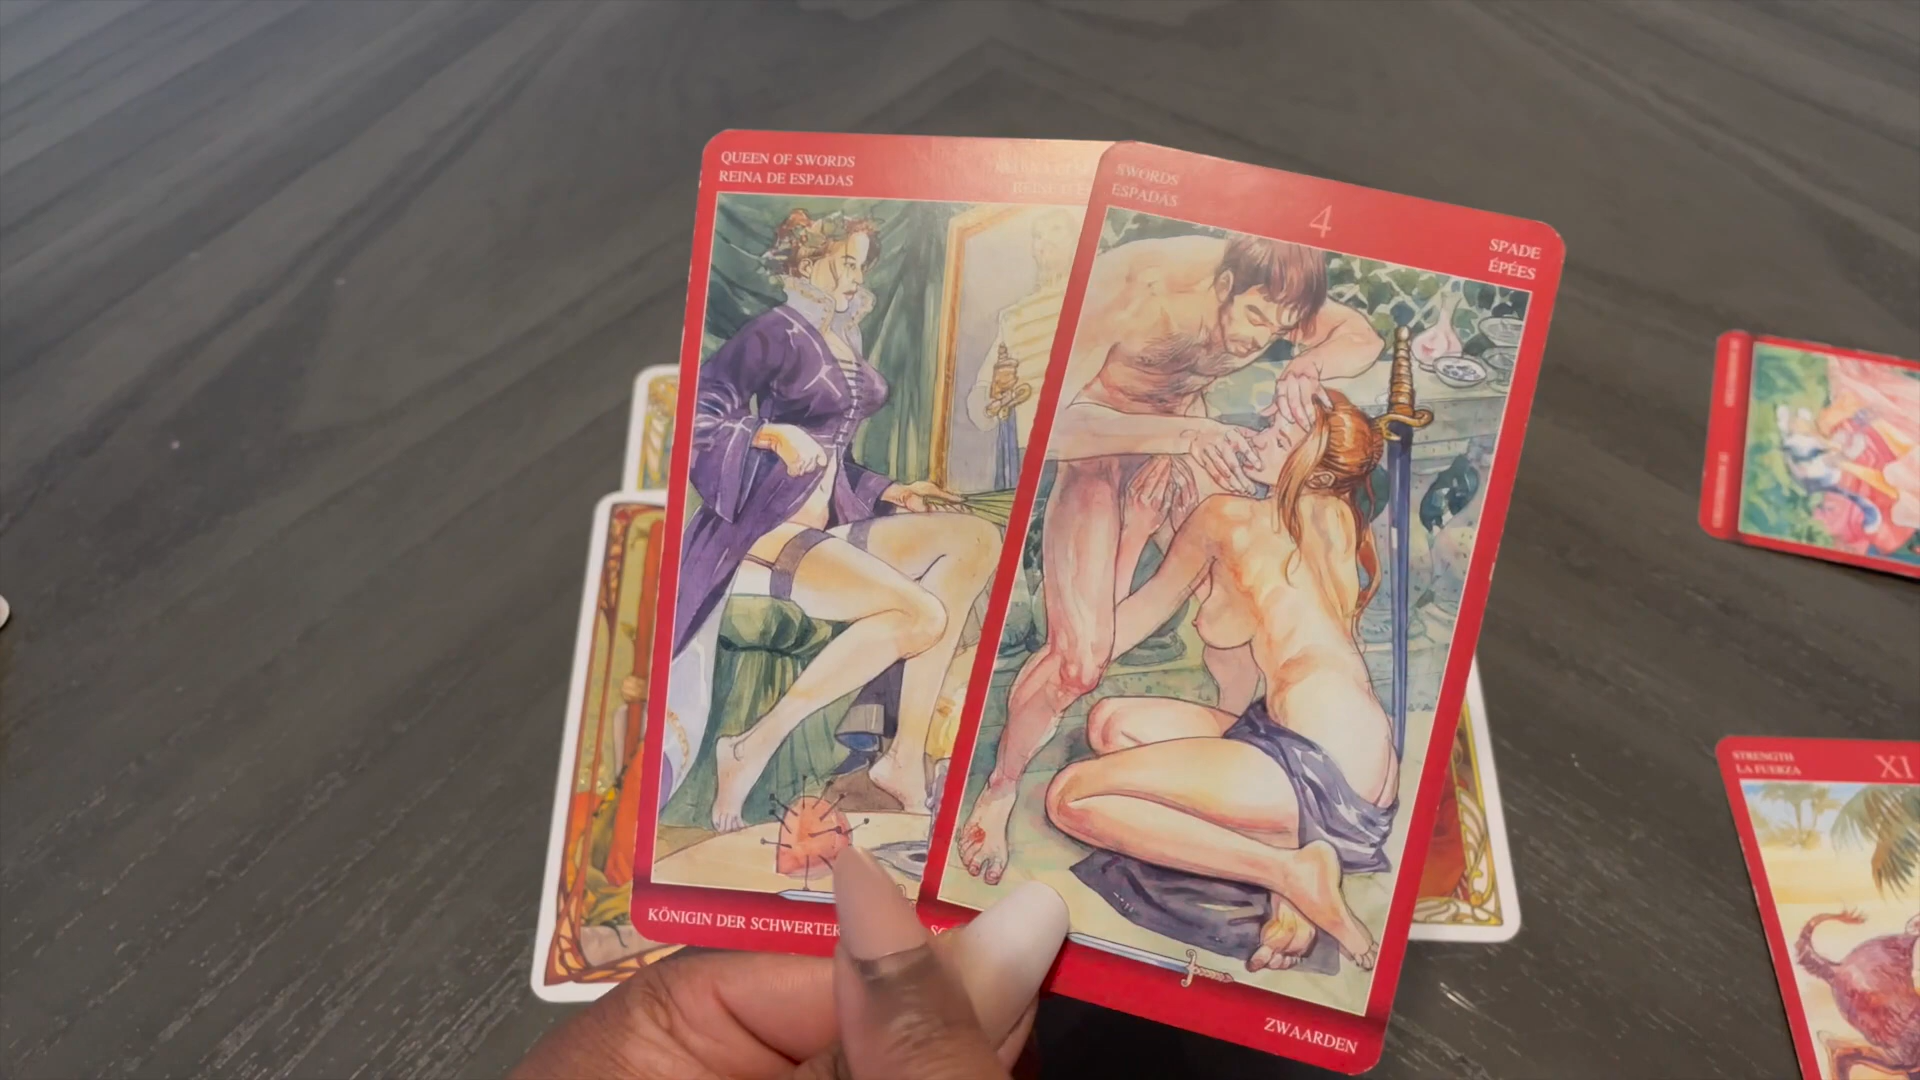 QUEEN OF SWORDS
REINA DE ESPADAS
KÖNIGIN DER SCHWERTER
SWORDS
ESPADAS
4
SPADE
ÉPÉES
ZWAARDEN
STRENGTH
LA FUERZA
XI